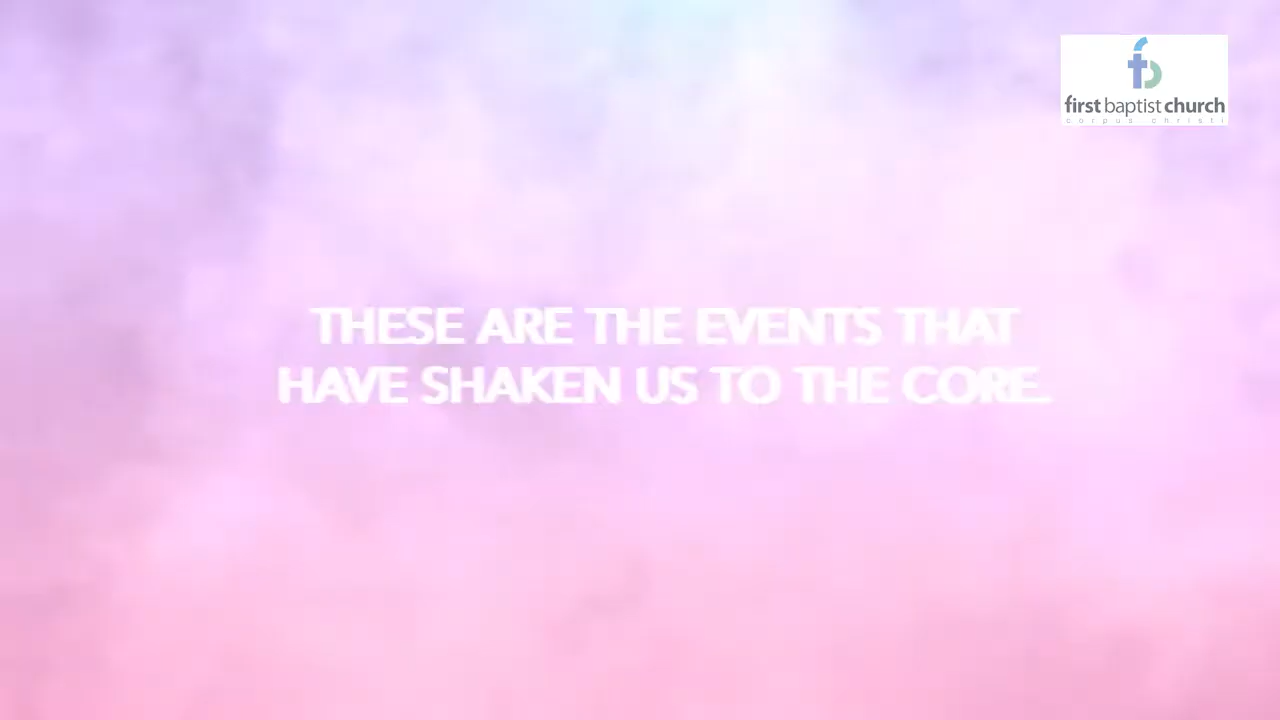 first baptist church
corpus christi
THESE ARE THE EVENTS THAT
HAVE SHAKEN US TO THE CORE.